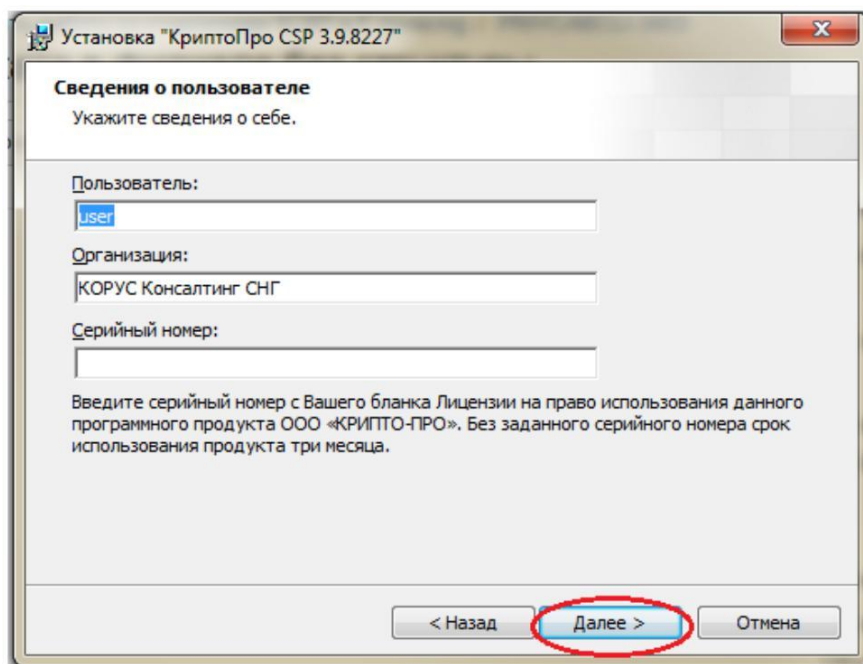 Установка "КриптоПро CSP 3.9.8227"
Сведения о пользователе
Укажите сведения о себе.
Пользователь:
user
Организация:
КОРУС Консалтинг СНГ
Серийный номер:
Введите серийный номер с Вашего бланка Лицензии на право использования данного
программного продукта ООО «КРИПТО-ПРО». Без заданного серийного номера срок
использования продукта три месяца.
< Назад
Далее >
Отмена